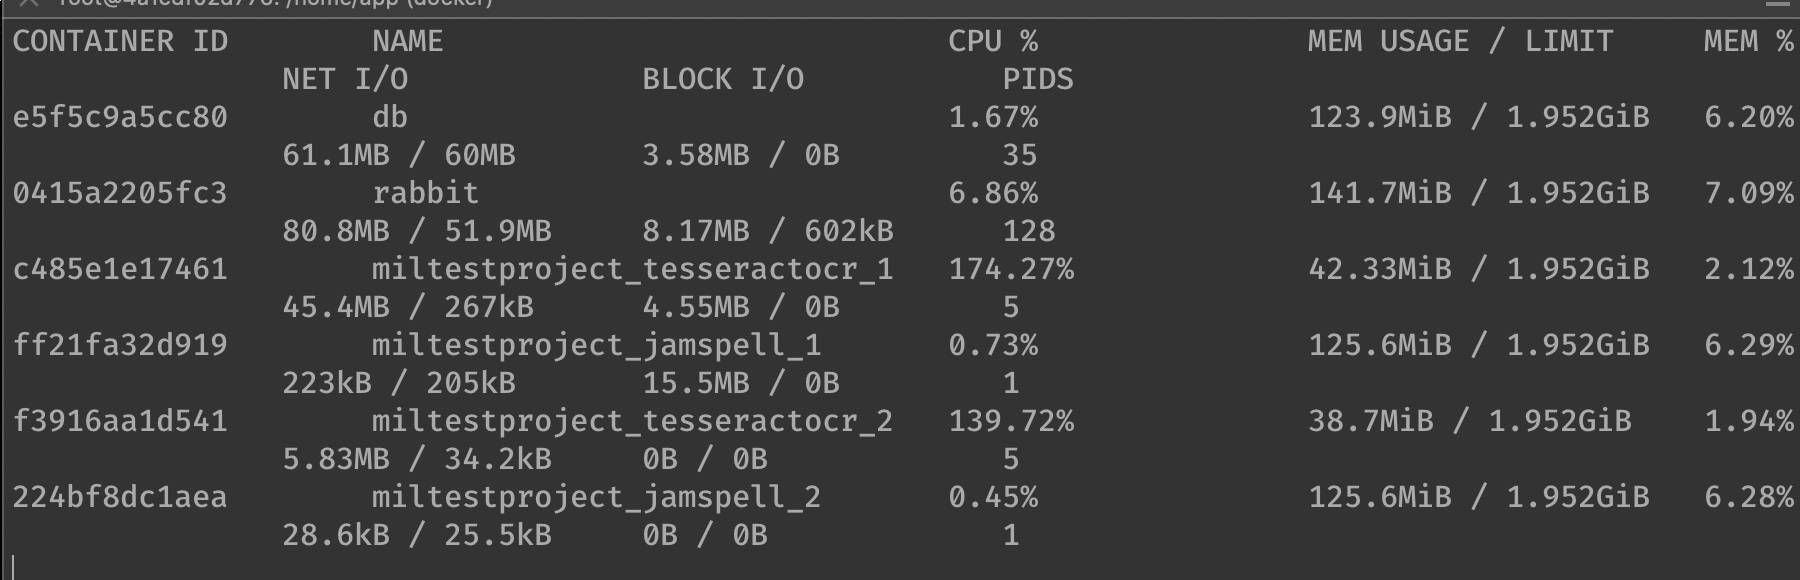 /home/app (docker)
CONTAINER ID NAME CPU % MEM USAGE / LIMIT MEM %
NET I/O BLOCK I/O PIDS
e5f5c9a5cc80 db 1.67% 123.9MiB / 1.952GiB 6.20%
61.1MB / 60MB 3.58MB / 0B 35
0415a2205fc3 rabbit 6.86% 141.7MiB / 1.952GiB 7.09%
80.8MB / 51.9MB 8.17MB / 602kB 128
c485e1e17461 miltestproject_tesseractocr_1 174.27% 42.33MiB / 1.952GiB 2.12%
45.4MB / 267kB 4.55MB / 0B 5
ff21fa32d919 miltestproject_jamspell_1 0.73% 125.6MiB / 1.952GiB 6.29%
223kB / 205kB 15.5MB / 0B 1
f3916aa1d541 miltestproject_tesseractocr_2 139.72% 38.7MiB / 1.952GiB 1.94%
5.83MB / 34.2kB 0B / 0B 5
224bf8dc1aea miltestproject_jamspell_2 0.45% 125.6MiB / 1.952GiB 6.28%
28.6kB / 25.5kB 0B / 0B 1